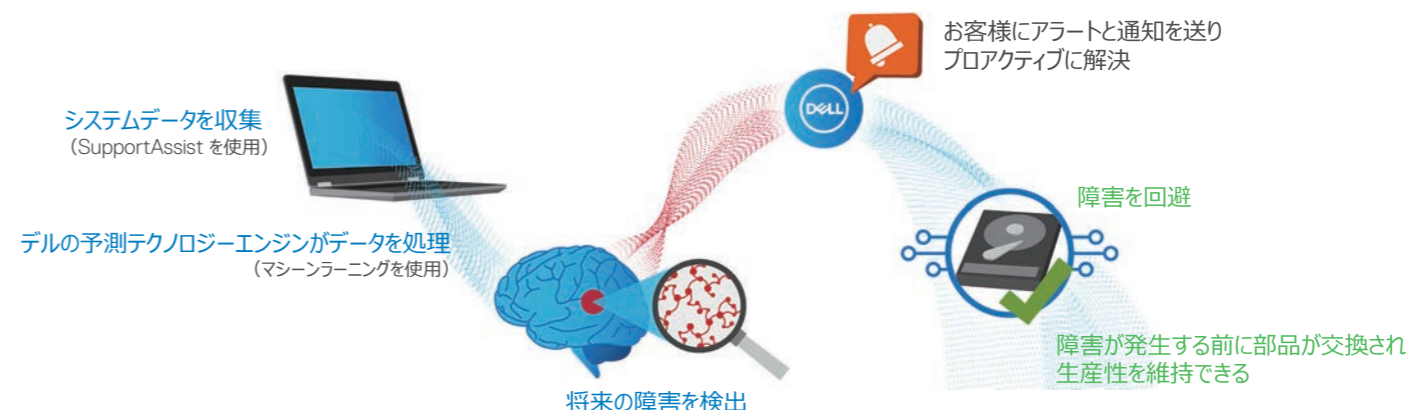 システムデータを収集
（SupportAssist を使用）
デルの予測テクノロジーエンジンがデータを処理
（マシーンラーニングを使用）
将来の障害を検出
DELL
お客様にアラートと通知を送り
プロアクティブに解決
障害を回避
障害が発生する前に部品が交換され
生産性を維持できる